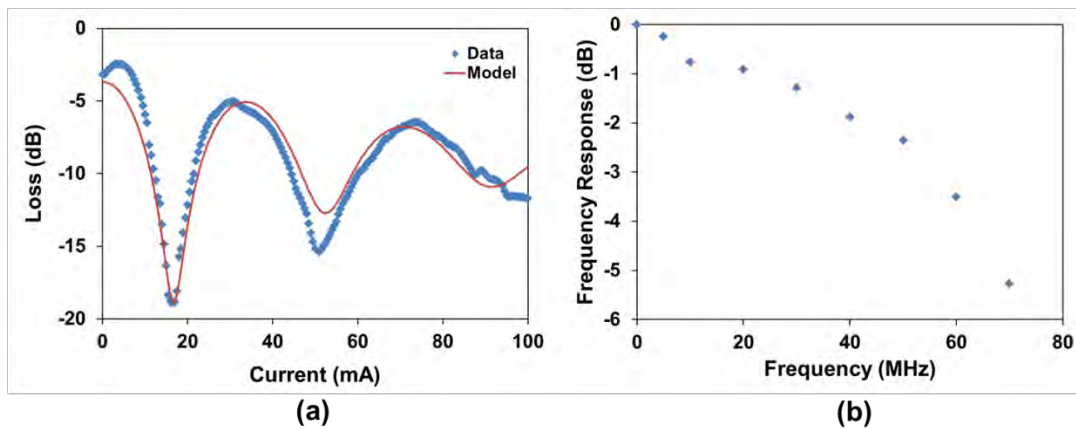 0
-5
-10
-15
-20
Loss (dB)
Data
Model
0
20
40
60
80
100
Current (mA)
(a)
0
-1
-2
-3
-4
-5
-6
Frequency Response (dB)
0
20
40
60
80
Frequency (MHz)
(b)